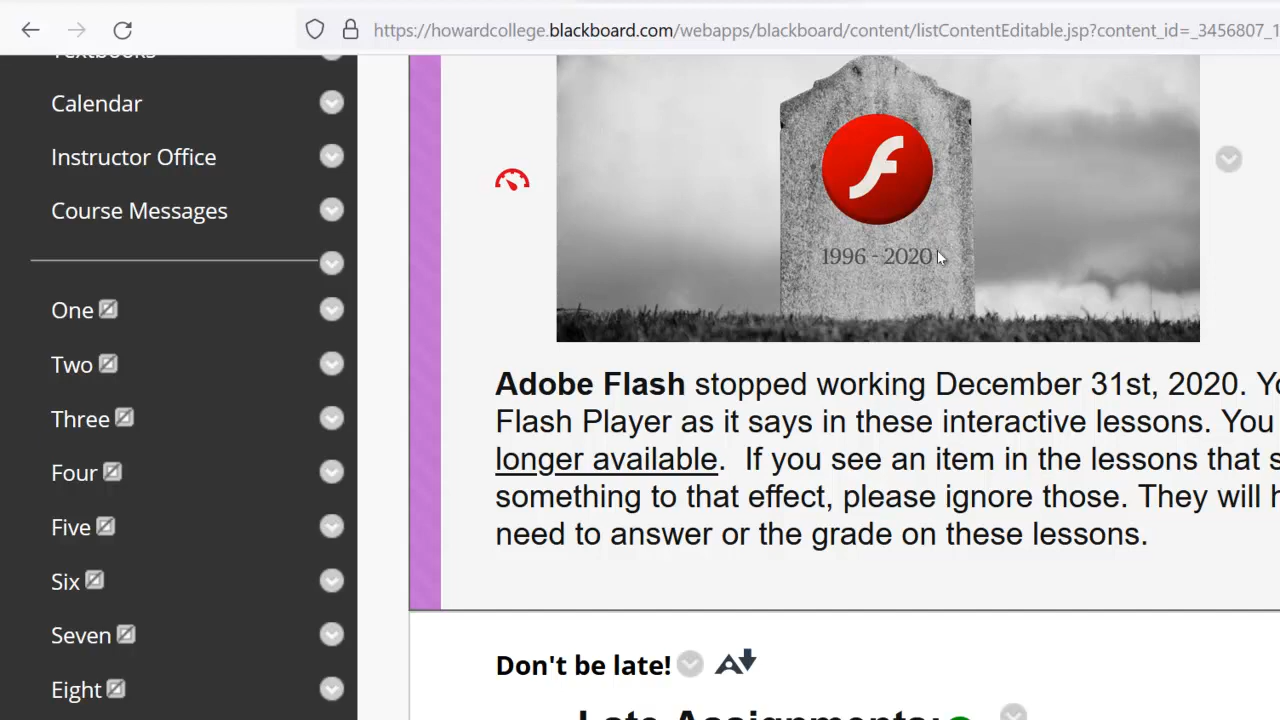 https://howardcollege.blackboard.com/webapps/blackboard/content/listContentEditable.jsp?content_id=_3456807_1
Textbooks
Calendar
Instructor Office
Course Messages
One
Two
Three
Four
Five
Six
Seven
Eight
1996 - 2020
Adobe Flash stopped working December 31st, 2020.
Flash Player as it says in these interactive lessons. You
longer available. If you see an item in the lessons that
something to that effect, please ignore those. They will
need to answer or the grade on these lessons.
Don't be late!
Late Assignments: